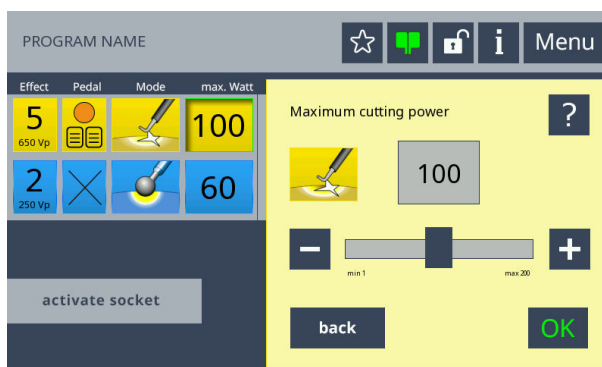 PROGRAM NAME
i
Menu
Effect Pedal Mode max. Watt
5
650 Vp
100
2
250 Vp
60
activate socket
Maximum cutting power
?
100
− +
min 1 max 200
back
OK